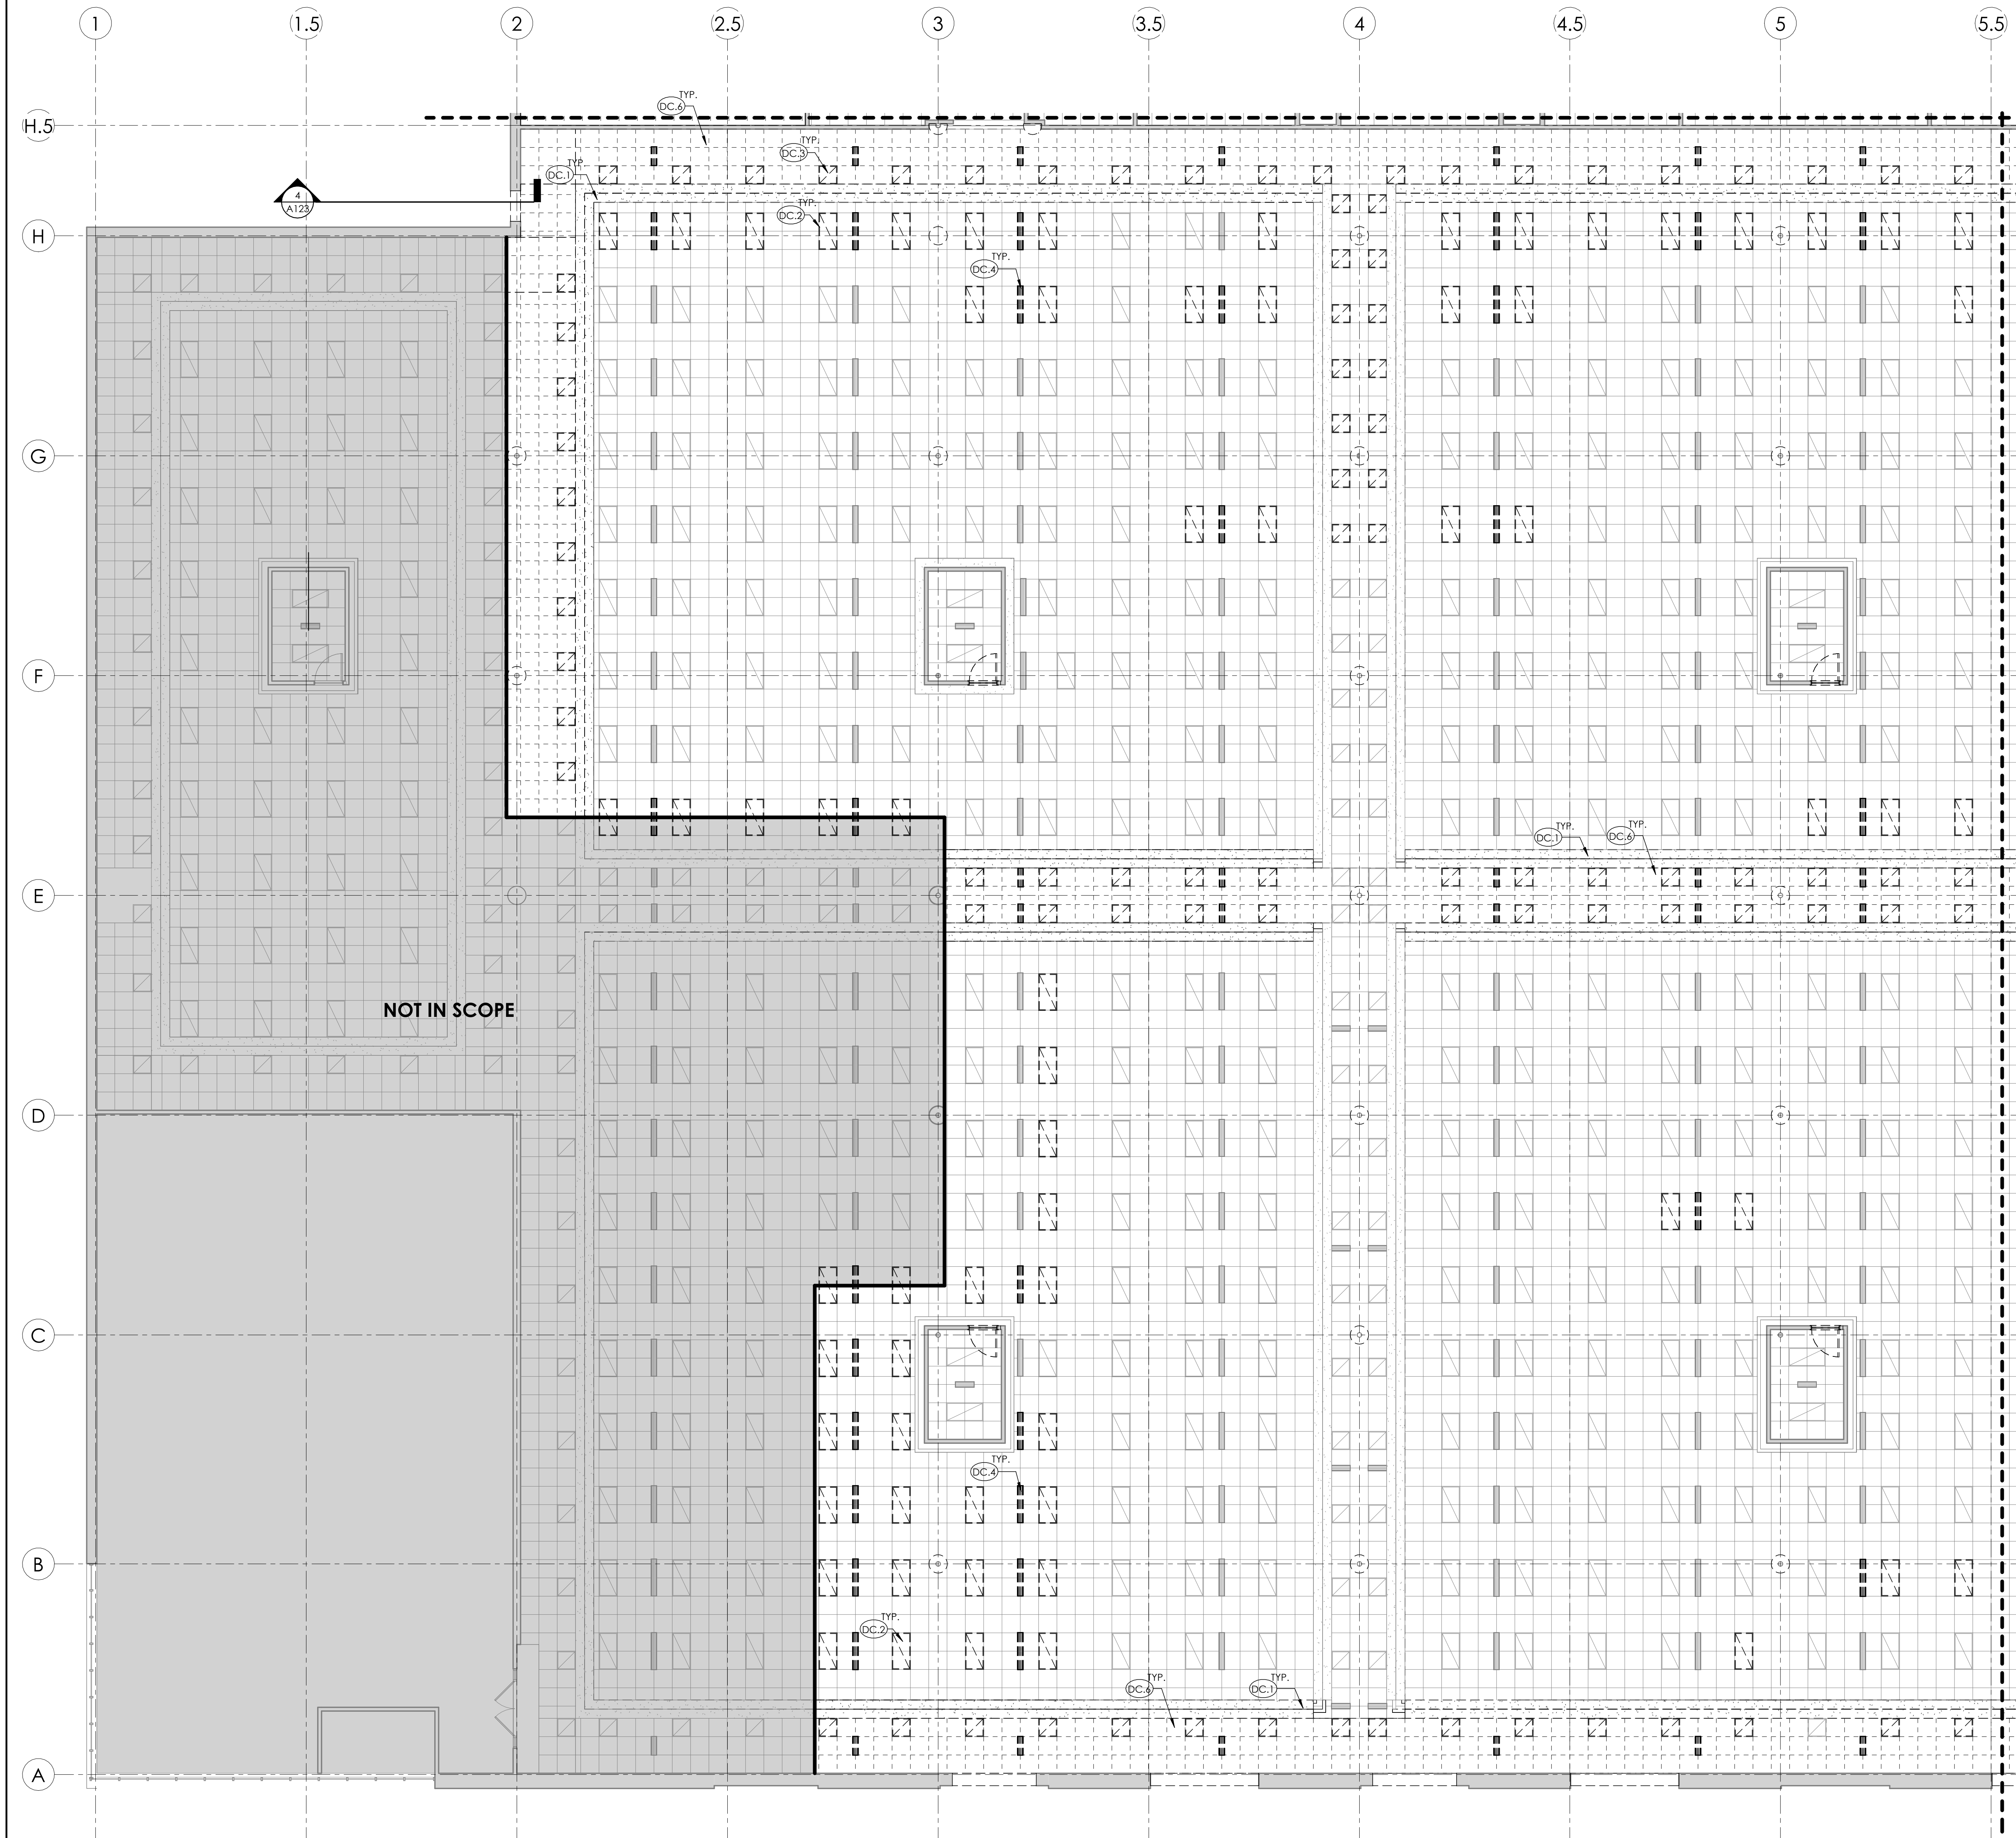 1 1.5 2 2.5 3 3.5 4 4.5 5 5.5
TYP.
DC.6
H.5
TYP.
DC.3
TYP.
DC.1
4
A123
TYP.
DC.2
H
TYP.
DC.4
G
F
TYP.
DC.1
TYP.
DC.6
E
NOT IN SCOPE
D
C
TYP.
DC.4
B
TYP.
DC.2
TYP.
DC.6
TYP.
DC.1
A